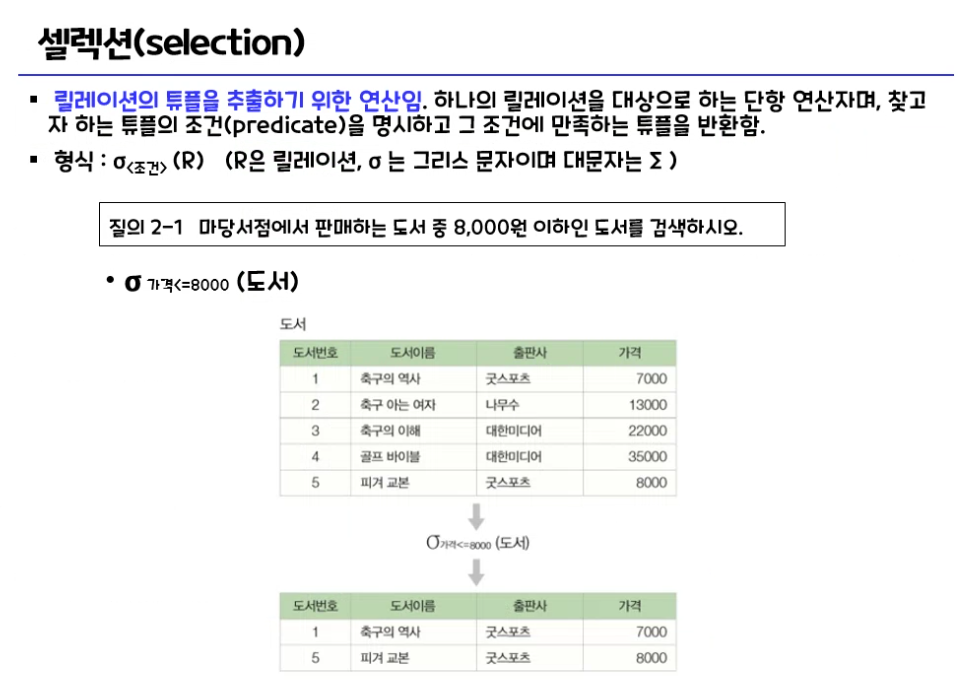 셀렉션(selection)
▪ 릴레이션의 튜플을 추출하기 위한 연산임. 하나의 릴레이션을 대상으로 하는 단항 연산자며, 찾고
자 하는 튜플의 조건(predicate)을 명시하고 그 조건에 만족하는 튜플을 반환함.
▪ 형식 : σ<조건> (R) (R은 릴레이션, σ 는 그리스 문자이며 대문자는 Σ )
질의 2-1 마당서점에서 판매하는 도서 중 8,000원 이하인 도서를 검색하시오.
• σ 가격<=8000 (도서)
도서
도서번호 도서이름 출판사 가격
1 축구의 역사 굿스포츠 7000
2 축구 아는 여자 나무수 13000
3 축구의 이해 대한미디어 22000
4 골프 바이블 대한미디어 35000
5 피겨 교본 굿스포츠 8000
σ가격<=8000 (도서)
도서번호 도서이름 출판사 가격
1 축구의 역사 굿스포츠 7000
5 피겨 교본 굿스포츠 8000